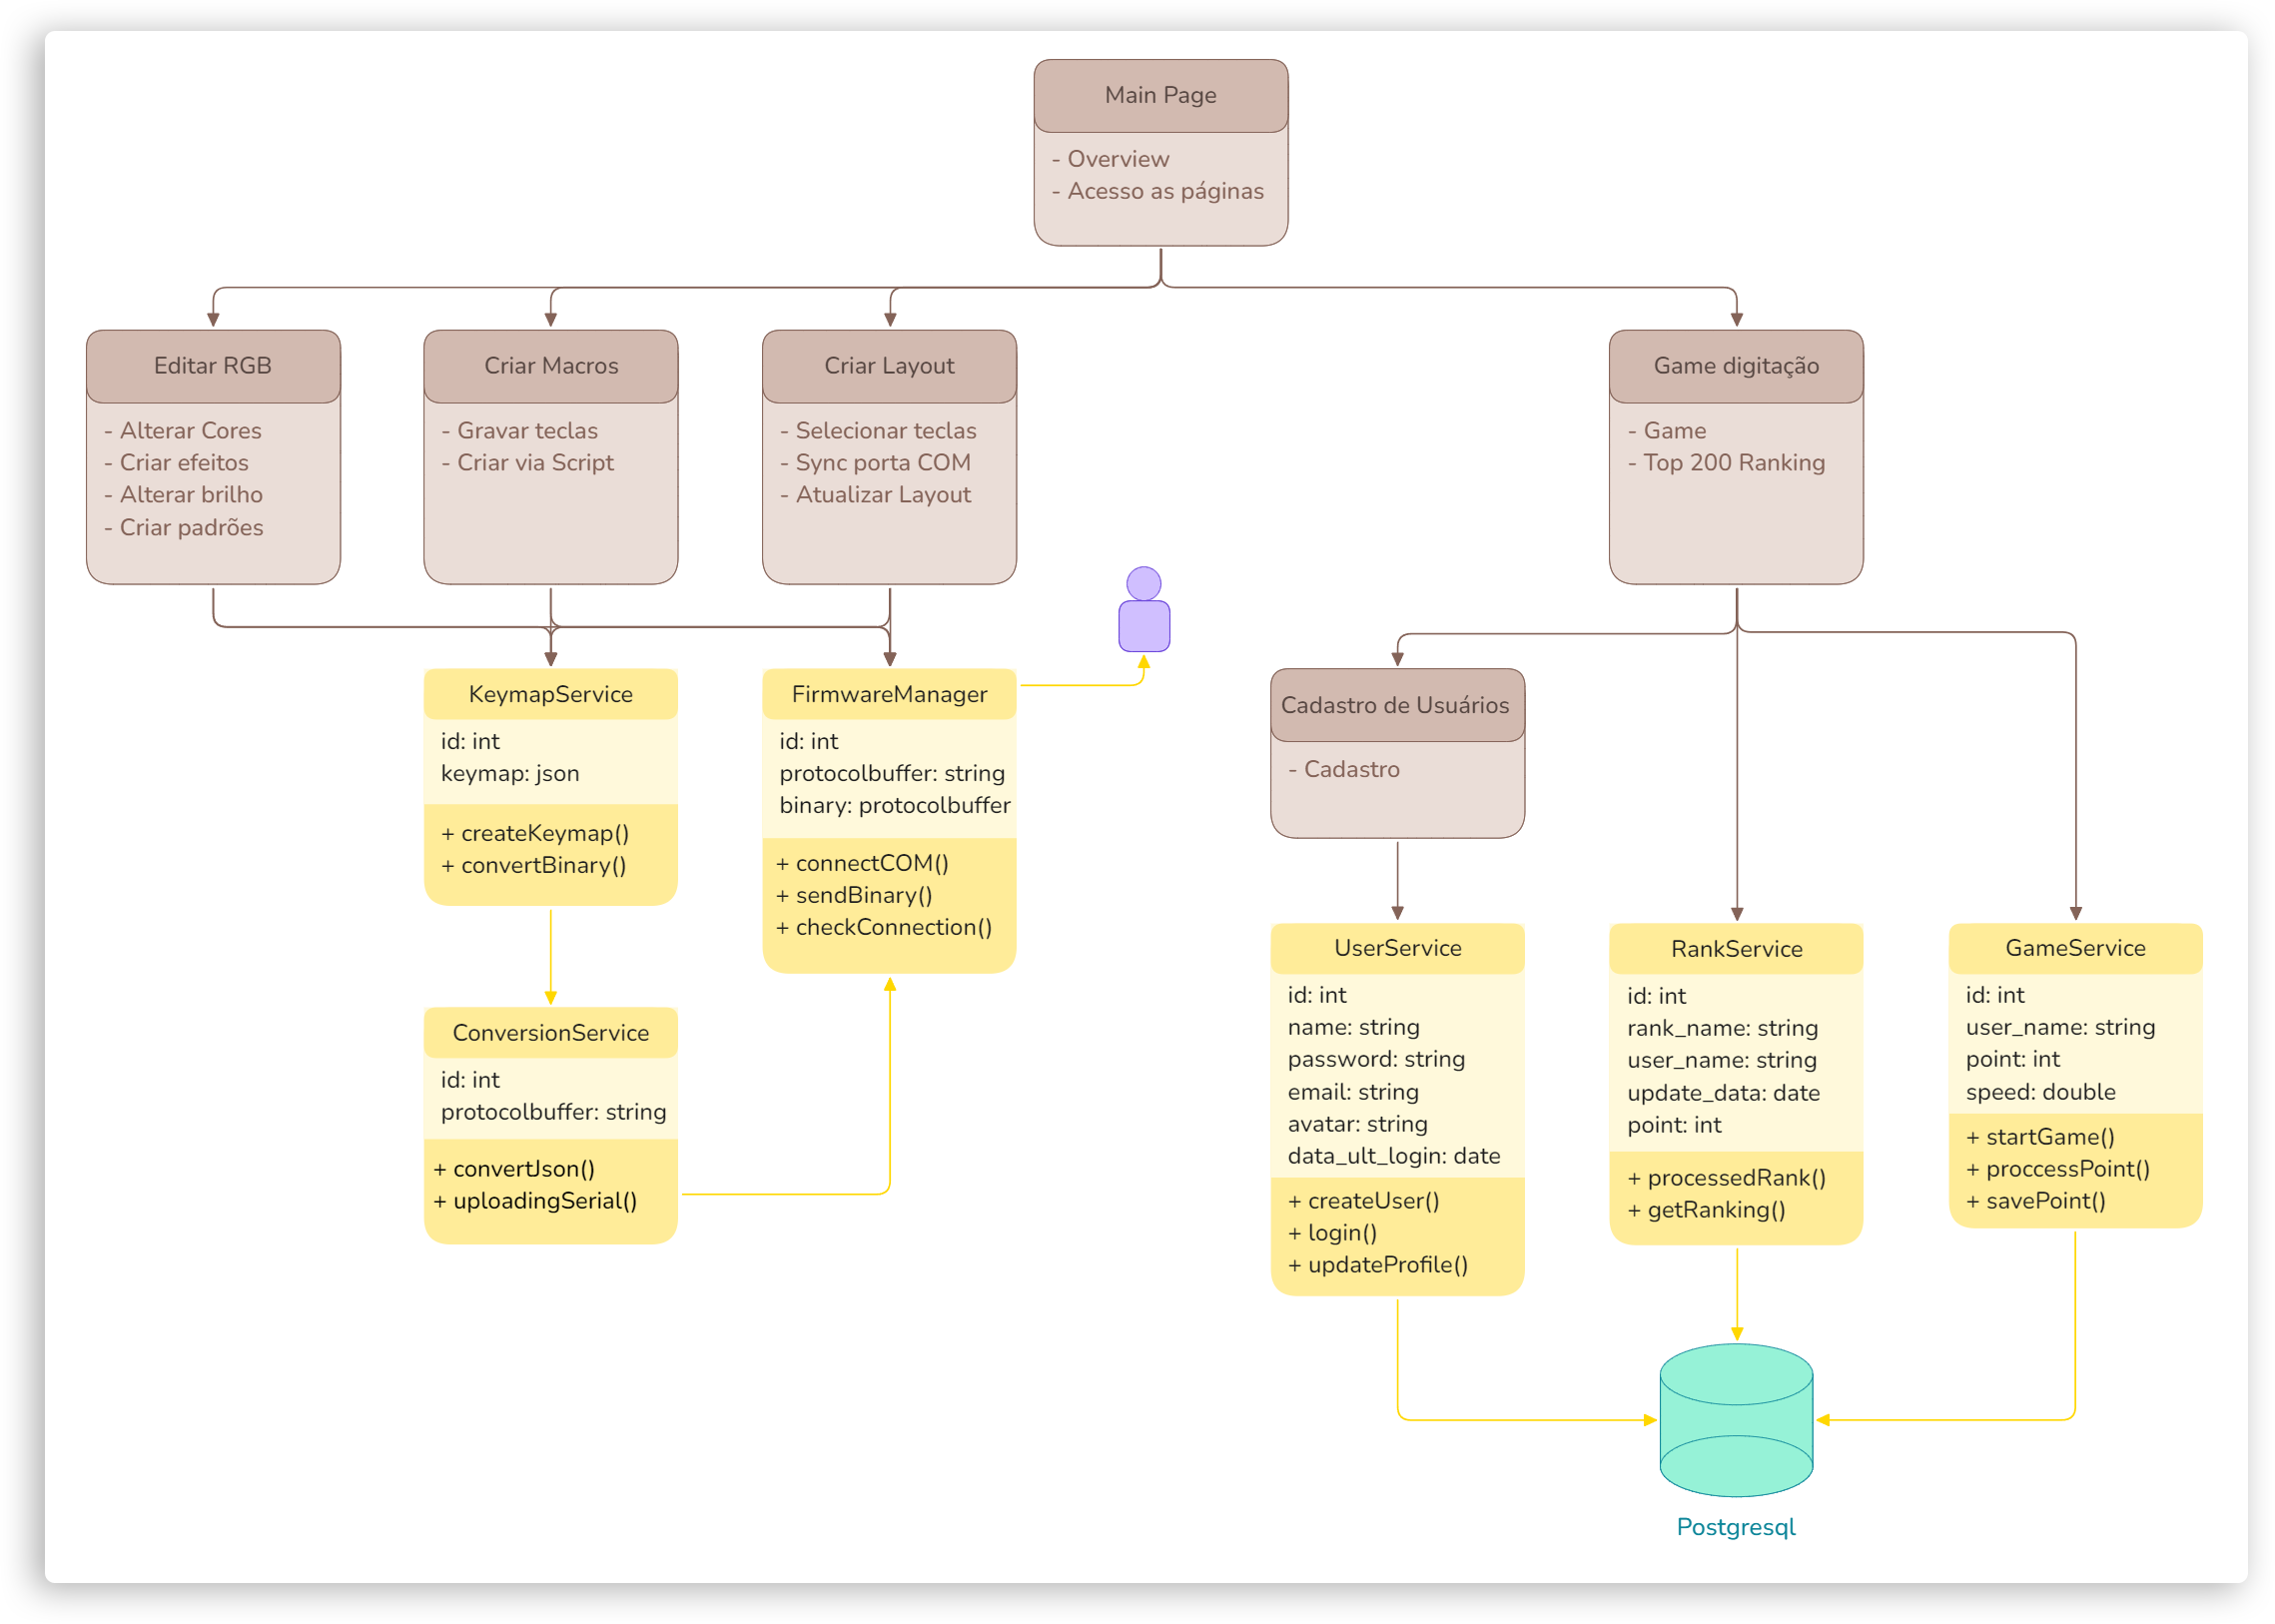 Main Page
- Overview
- Acesso as páginas
Editar RGB
- Alterar Cores
- Criar efeitos
- Alterar brilho
- Criar padrões
Criar Macros
- Gravar teclas
- Criar via Script
Criar Layout
- Selecionar teclas
- Sync porta COM
- Atualizar Layout
Game digitação
- Game
- Top 200 Ranking
KeymapService
id: int
keymap: json
+ createKeymap()
+ convertBinary()
FirmwareManager
id: int
protocolbuffer: string
binary: protocolbuffer
+ connectCOM()
+ sendBinary()
+ checkConnection()
Cadastro de Usuários
- Cadastro
ConversionService
id: int
protocolbuffer: string
+ convertJson()
+ uploadingSerial()
UserService
id: int
name: string
password: string
email: string
avatar: string
data_ult_login: date
+ createUser()
+ login()
+ updateProfile()
RankService
id: int
rank_name: string
user_name: string
update_data: date
point: int
+ processedRank()
+ getRanking()
GameService
id: int
user_name: string
point: int
speed: double
+ startGame()
+ proccessPoint()
+ savePoint()
Postgresql